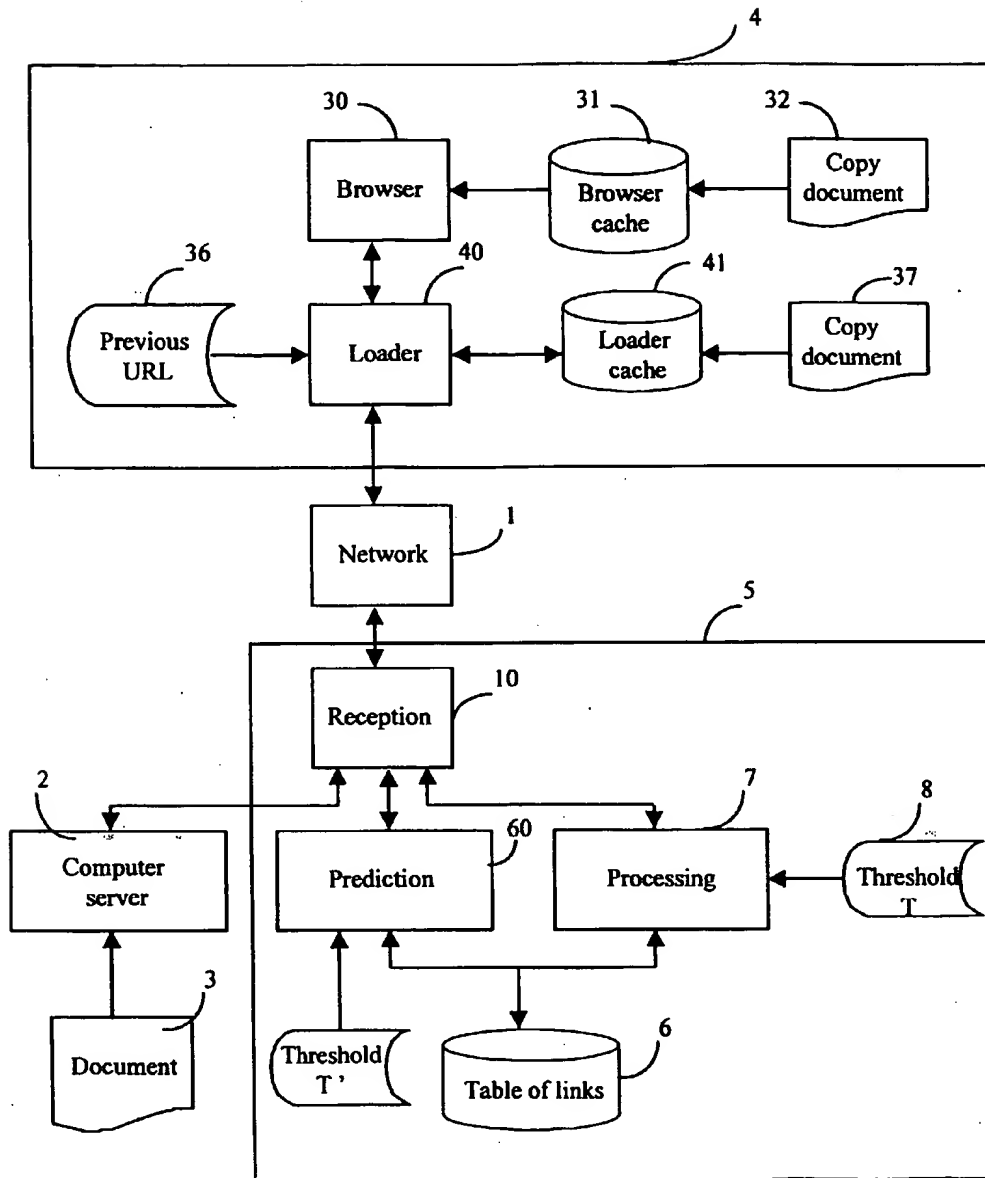 4
30
31
32
Browser
Browser
cache
Copy
document
36
40
41
37
Previous
URL
Loader
Loader
cache
Copy
document
1
Network
5
10
Reception
2
7
8
60
Computer
server
Prediction
Processing
Threshold
T
3
6
Document
Threshold
T '
Table of links